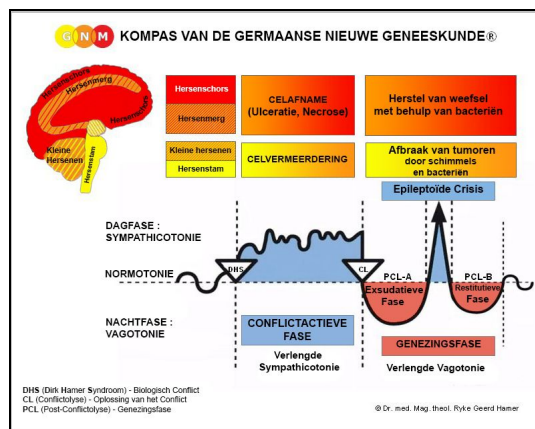 GNM KOMPAS VAN DE GERMAANSE NIEUWE GENEESKUNDE®
Hersenschors
Hersenmerg
Hersenschors
Kleine
Hersenen
Hersenstam
Hersenschors
Hersenmerg
Kleine hersenen
Hersenstam
CELAFNAME
(Ulceratie, Necrose)
CELVERMEERDERING
Herstel van weefsel
met behulp van bacteriën
Afbraak van tumoren
door schimmels
en bacteriën
Epileptoïde Crisis
DAGFASE :
SYMPATHICOTONIE
NORMOTONIE
NACHTFASE :
VAGOTONIE
DHS
CL
PCL-A
Exsudatieve
Fase
PCL-B
Restitutieve
Fase
CONFLICTACTIEVE
FASE
Verlengde
Sympathicotonie
GENEZINGSFASE
Verlengde Vagotonie
DHS (Dirk Hamer Syndroom) - Biologisch Conflict
CL (Conflictolyse) - Oplossing van het Conflict
PCL (Post-Conflictolyse) - Genezingsfase
© Dr. med. Mag. theol. Ryke Geerd Hamer